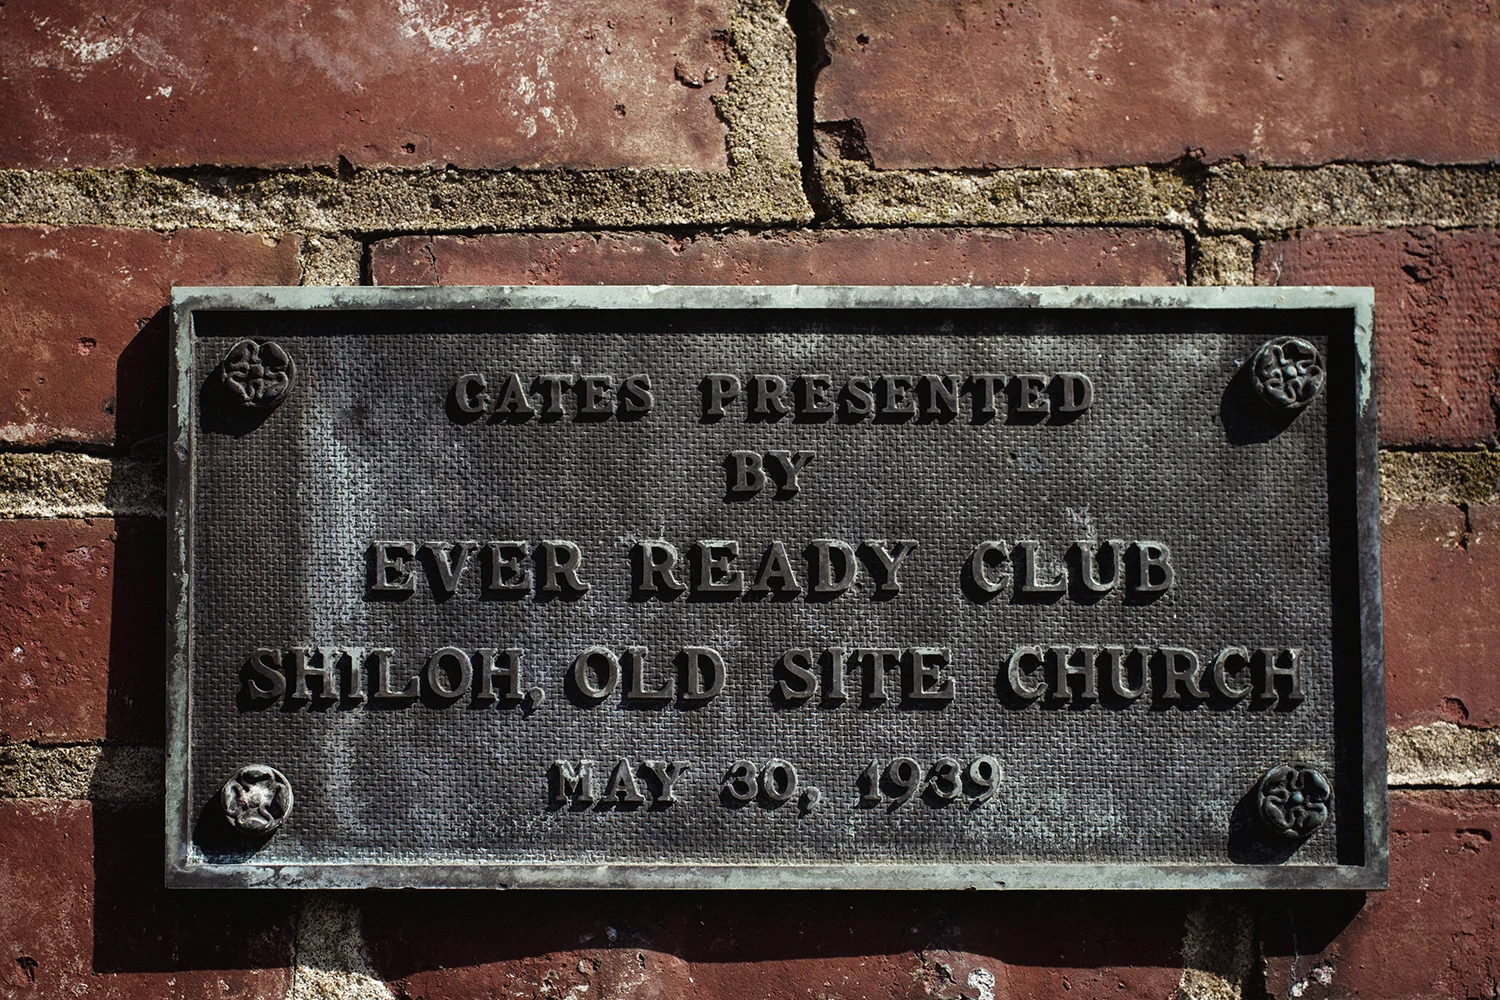 GATES PRESENTED
BY
EVER READY CLUB
SHILOH, OLD SITE CHURCH
MAY 30, 1939